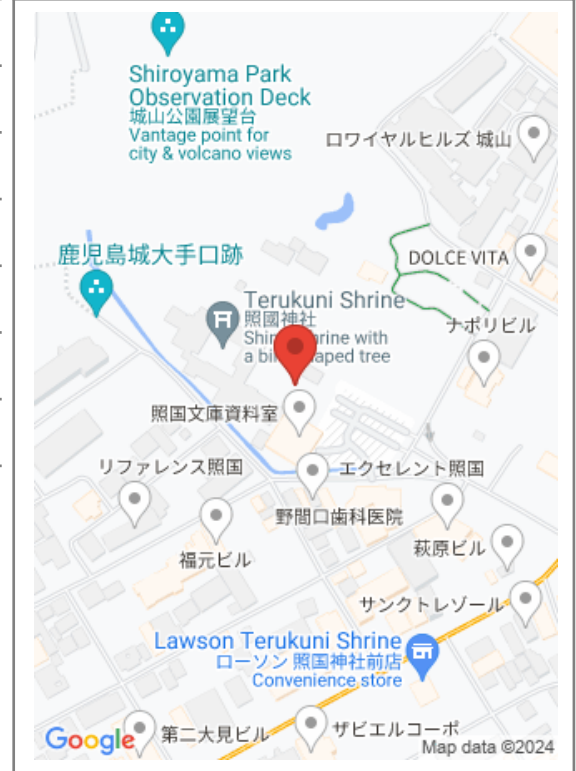 Shiroyama Park
Observation Deck
城山公園展望台
Vantage point for
city & volcano views
ロワイヤルヒルズ 城山
鹿児島城大手口跡
DOLCE VITA
Terukuni Shrine
照國神社
with
a
tree
ナポリビル
照国文庫資料室
リファレンス照国
エクセレント照国
野間口歯科医院
福元ビル
萩原ビル
サンクトレゾール
Lawson Terukuni Shrine
ローソン 照国神社前店
Convenience store
第二大見ビル
ザビエルコーポ
Google
Map data ©2024